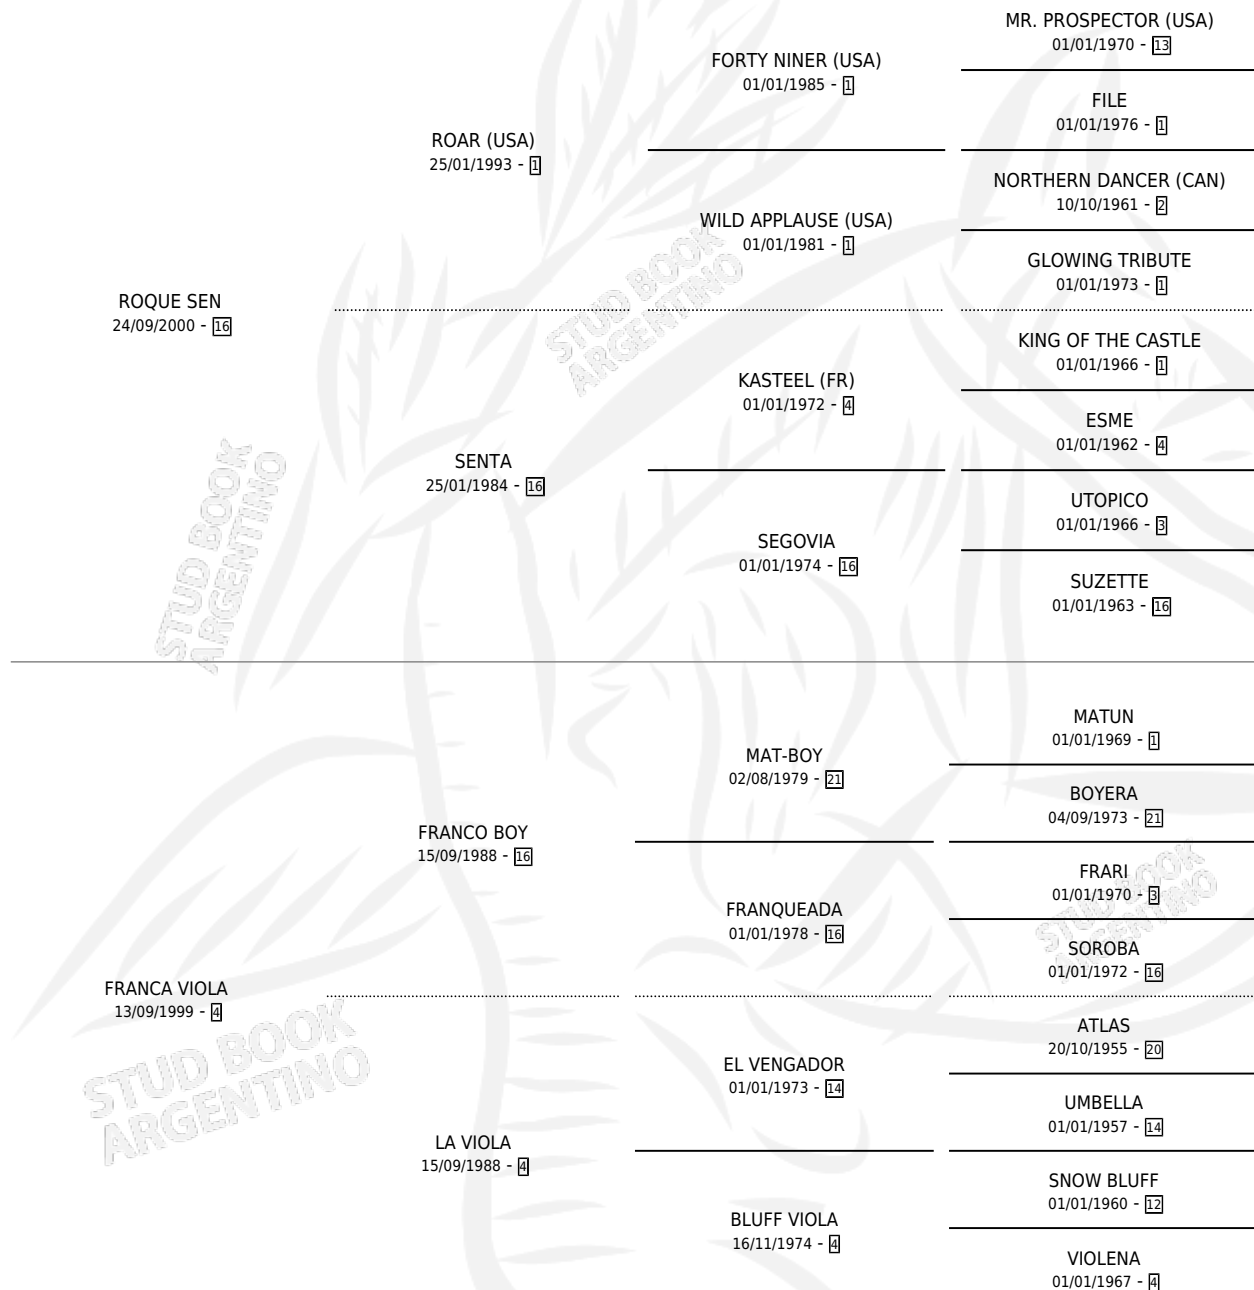 MR. PROSPECTOR (USA)
01/01/1970 - 13
FORTY NINER (USA)
01/01/1985 - 1
FILE
01/01/1976 - 1
ROAR (USA)
25/01/1993 - 1
NORTHERN DANCER (CAN)
10/10/1961 - 2
WILD APPLAUSE (USA)
01/01/1981 - 1
GLOWING TRIBUTE
01/01/1973 - 1
ROQUE SEN
24/09/2000 - 16
KING OF THE CASTLE
01/01/1966 - 1
KASTEEL (FR)
01/01/1972 - 4
ESME
01/01/1962 - 4
SENTA
25/01/1984 - 16
UTOPICO
01/01/1966 - 3
SEGOVIA
01/01/1974 - 16
SUZETTE
01/01/1963 - 16
MATUN
01/01/1969 - 1
MAT-BOY
02/08/1979 - 21
BOYERA
04/09/1973 - 21
FRANCO BOY
15/09/1988 - 16
FRARI
01/01/1970 - 3
FRANQUEADA
01/01/1978 - 16
SOROBA
01/01/1972 - 16
FRANCA VIOLA
13/09/1999 - 4
ATLAS
20/10/1955 - 20
EL VENGADOR
01/01/1973 - 14
UMBELLA
01/01/1957 - 14
LA VIOLA
15/09/1988 - 4
SNOW BLUFF
01/01/1960 - 12
BLUFF VIOLA
16/11/1974 - 4
VIOLENA
01/01/1967 - 4
STUD BOOK
ARGENTINO
STUD BOOK
ARGENTINO
STUD BOOK
ARGENTINO
STUD BOOK
ARGENTINO